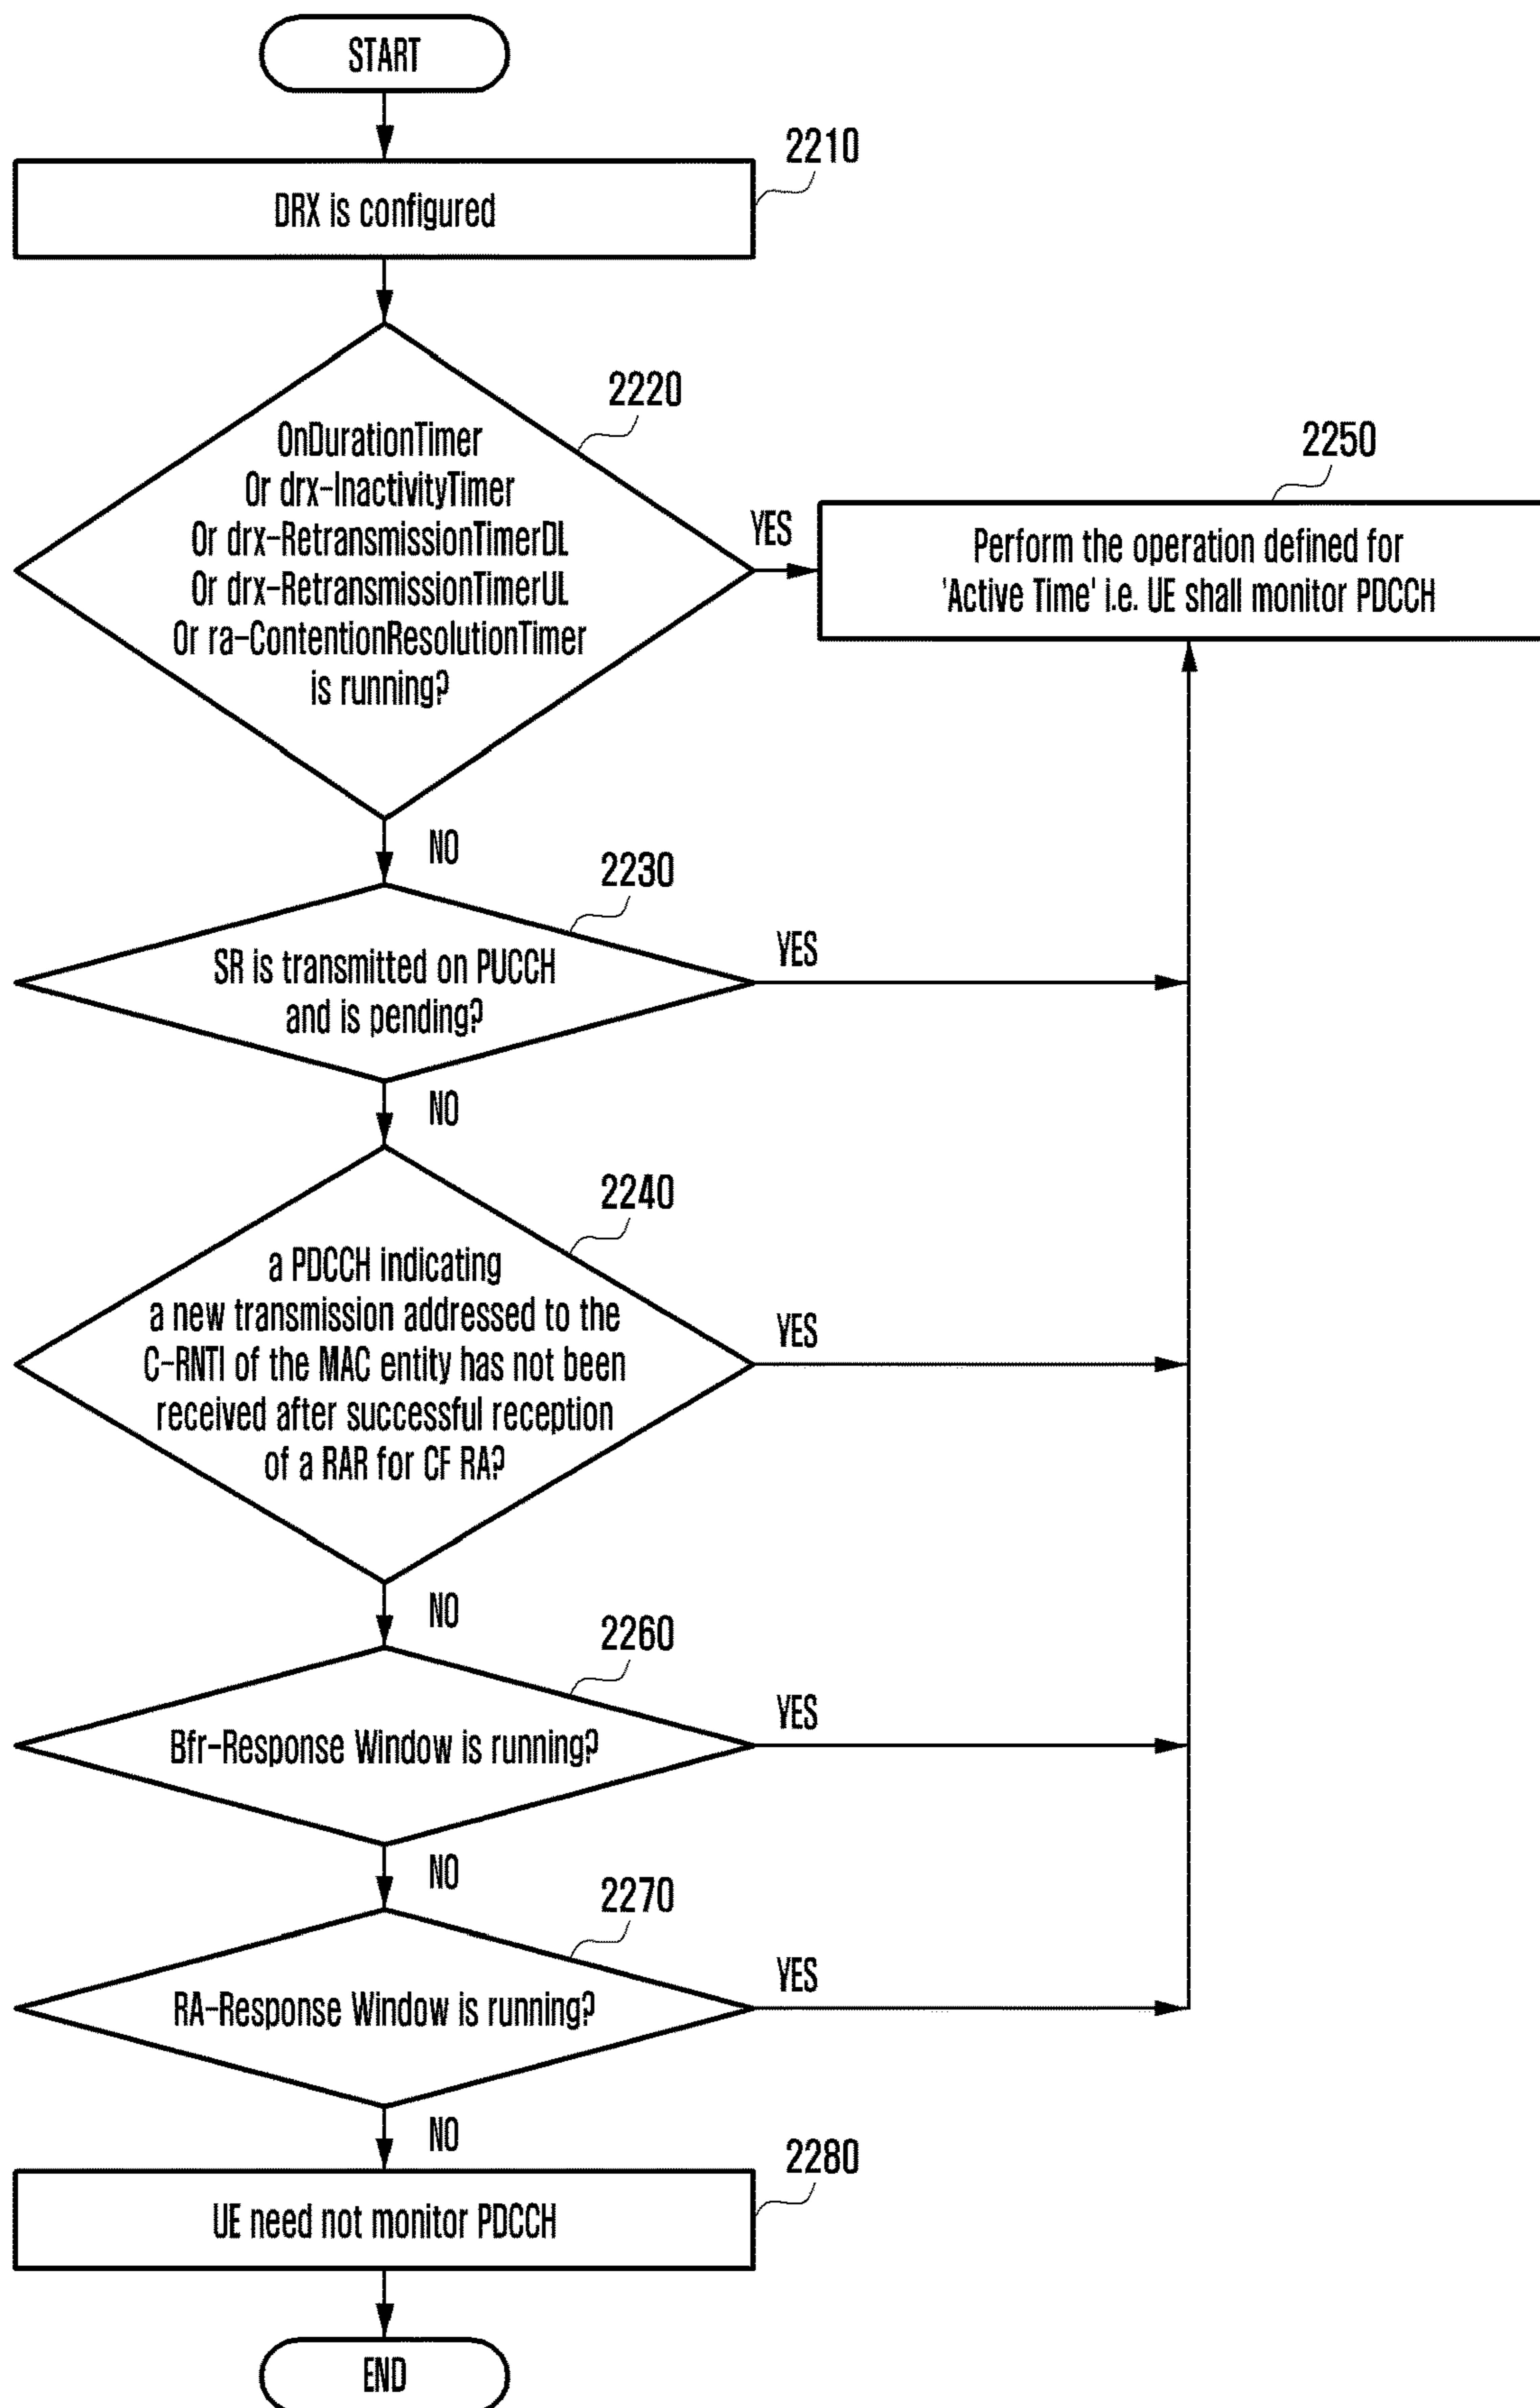 START
2210
DRX is configured
2220
OnDurationTimer
Or drx-InactivityTimer
Or drx-RetransmissionTimerDL
Or drx-RetransmissionTimerUL
Or ra-ContentionResolutionTimer
is running?
YES
2250
Perform the operation defined for
'Active Time' i.e. UE shall monitor PDCCH
NO
2230
SR is transmitted on PUCCH
and is pending?
YES
NO
2240
a PDCCH indicating
a new transmission addressed to the
C-RNTI of the MAC entity has not been
received after successful reception
of a RAR for CF RA?
YES
NO
2260
Bfr-Response Window is running?
YES
NO
2270
RA-Response Window is running?
YES
NO
2280
UE need not monitor PDCCH
END